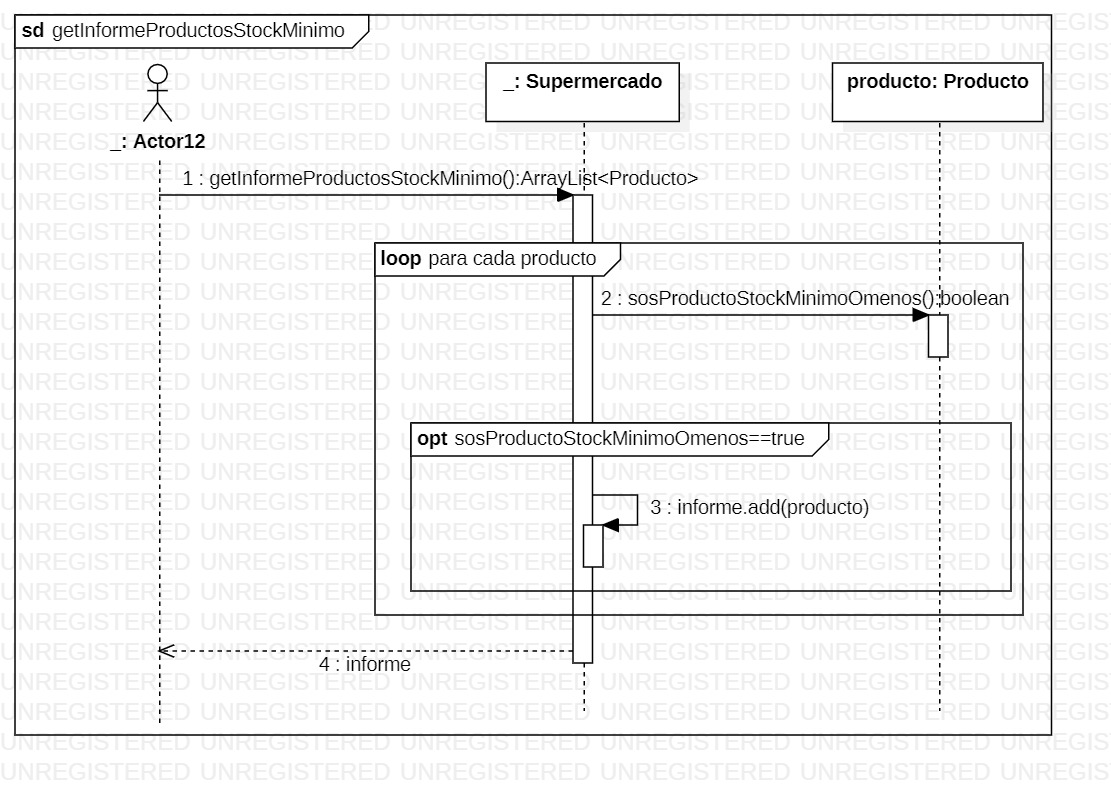 sd getInformeProductosStockMinimo
_: Supermercado
producto: Producto
_: Actor12
1 : getInformeProductosStockMinimo():ArrayList<Producto>
loop para cada producto
2 : sosProductoStockMinimoOmenos():boolean
opt sosProductoStockMinimoOmenos==true
3 : informe.add(producto)
4 : informe
UNREGISTERED UNREGISTERED UNREGISTERED UNREGISTERED UNREGISTERED UNREGIS